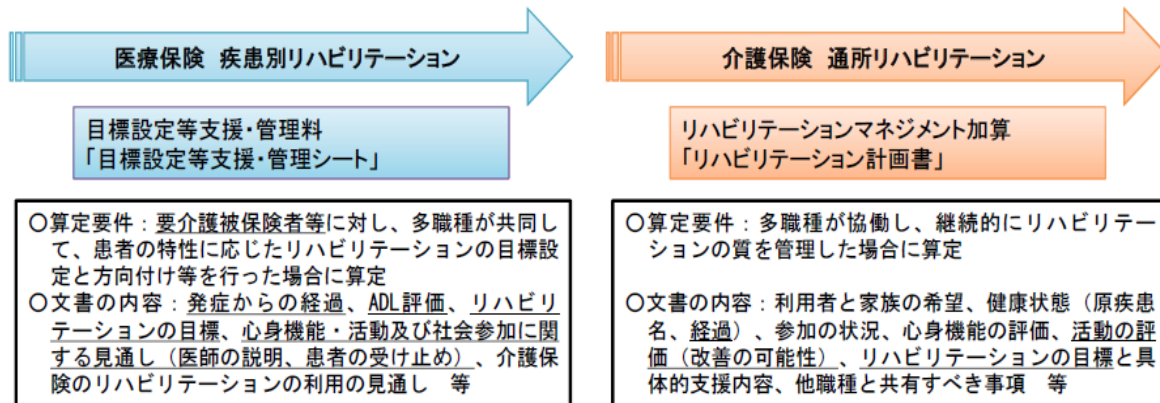 医療保険 疾患別リハビリテーション
目標設定等支援・管理料
「目標設定等支援・管理シート」
〇算定要件：要介護被保険者等に対し、多職種が共同し
て、患者の特性に応じたリハビリテーションの目標設
定と方向付け等を行った場合に算定
〇文書の内容：発症からの経過、ADL評価、リハビリ
テーションの目標、心身機能・活動及び社会参加に関
する見通し（医師の説明、患者の受け止め）、介護保
険のリハビリテーションの利用の見通し 等
介護保険 通所リハビリテーション
リハビリテーションマネジメント加算
「リハビリテーション計画書」
〇算定要件：多職種が協働し、継続的にリハビリテー
ションの質を管理した場合に算定
〇文書の内容：利用者と家族の希望、健康状態（原疾患
名、経過）、参加の状況、心身機能の評価、活動の評
価（改善の可能性）、リハビリテーションの目標と具
体的支援内容、他職種と共有すべき事項 等